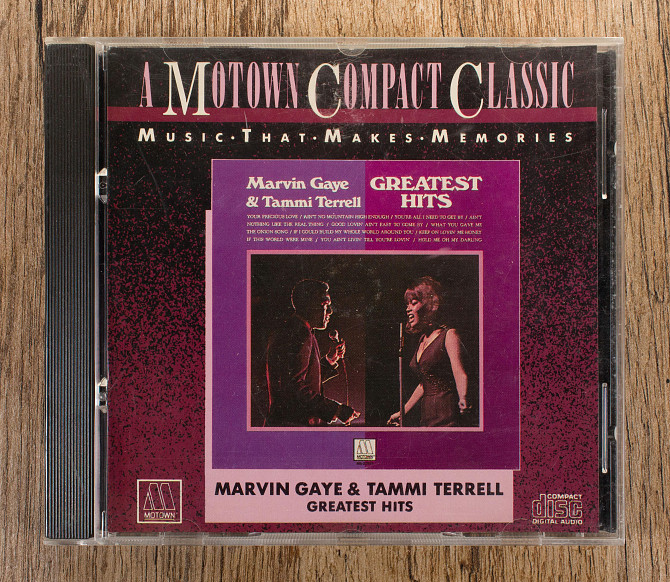 A MOTOWN COMPACT CLASSIC
MUSIC·THAT·MAKES·MEMORIES
Marvin Gaye
& Tammi Terrell
GREATEST
HITS
YOUR PRECIOUS LOVE / AIN'T NO MOUNTAIN HIGH ENOUGH / YOU'RE ALL I NEED TO GET BY / AIN'T
NOTHING LIKE THE REAL THING / GOOD LOVIN' AIN'T EASY TO COME BY / WHAT YOU GAVE ME
THE ONION SONG / IF I COULD BUILD MY WHOLE WORLD AROUND YOU / KEEP ON LOVIN' ME HONEY
IF THIS WORLD WERE MINE / YOU AIN'T LIVIN' TILL YOU'RE LOVIN' / HOLD ME OH MY DARLING
M
MARVIN GAYE & TAMMI TERRELL
GREATEST HITS
M
MOTOWN
COMPACT
disc
DIGITAL AUDIO